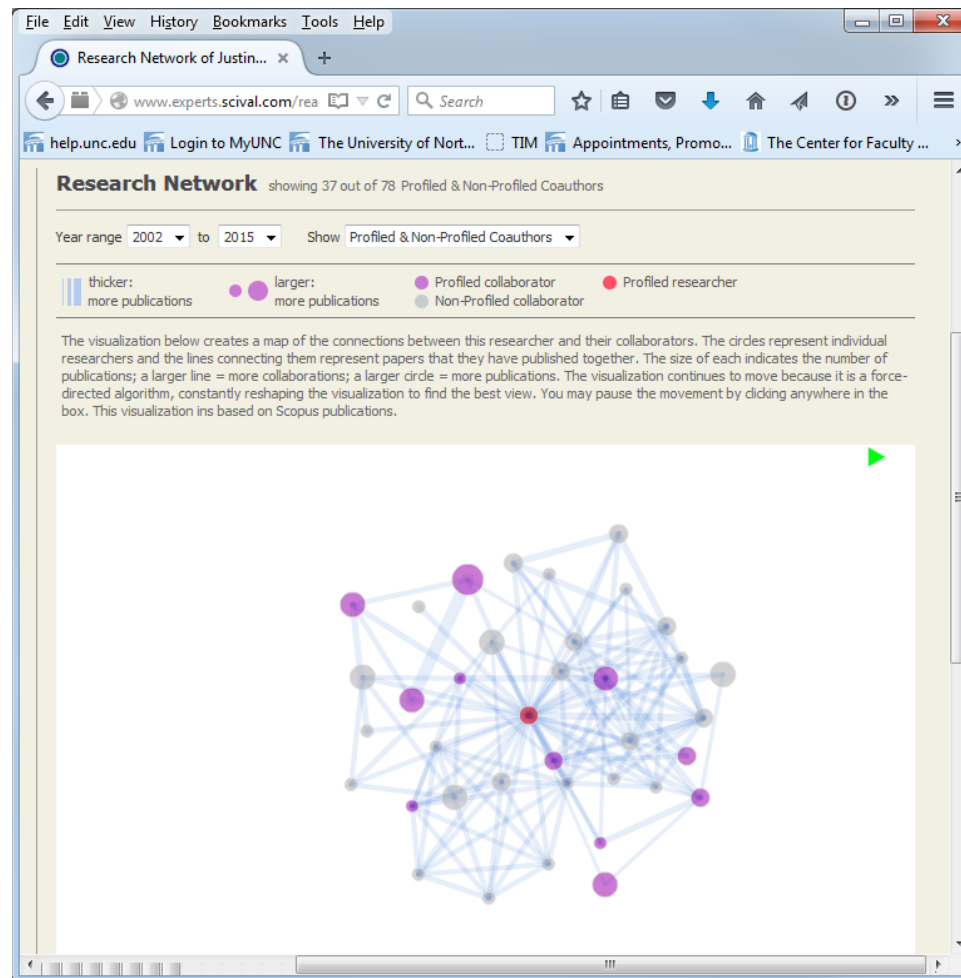 File Edit View History Bookmarks Tools Help
Research Network of Justin... × +
www.experts.scival.com/rea Search
help.unc.edu Login to MyUNC The University of Nort... TIM Appointments, Promo... The Center for Faculty ...
Research Network showing 37 out of 78 Profiled & Non-Profiled Coauthors
Year range 2002 to 2015 Show Profiled & Non-Profiled Coauthors
thicker: larger: Profiled collaborator Profiled researcher
more publications more publications Non-Profiled collaborator
The visualization below creates a map of the connections between this researcher and their collaborators. The circles represent individual
researchers and the lines connecting them represent papers that they have published together. The size of each indicates the number of
publications; a larger line = more collaborations; a larger circle = more publications. The visualization continues to move because it is a force-
directed algorithm, constantly reshaping the visualization to find the best view. You may pause the movement by clicking anywhere in the
box. This visualization ins based on Scopus publications.